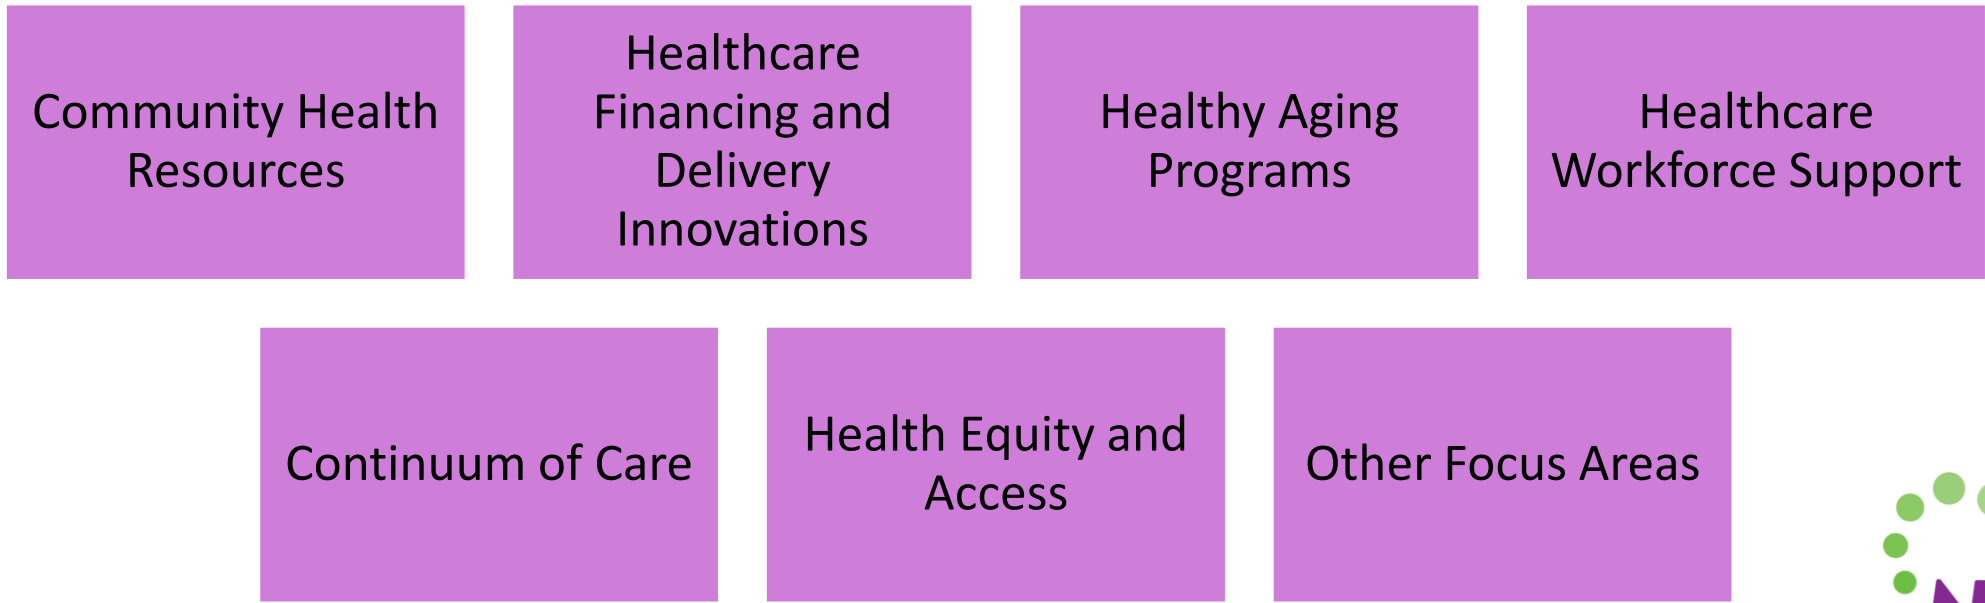 Community Health
Resources
Healthcare
Financing and
Delivery
Innovations
Healthy Aging
Programs
Healthcare
Workforce Support
Continuum of Care
Health Equity and
Access
Other Focus Areas